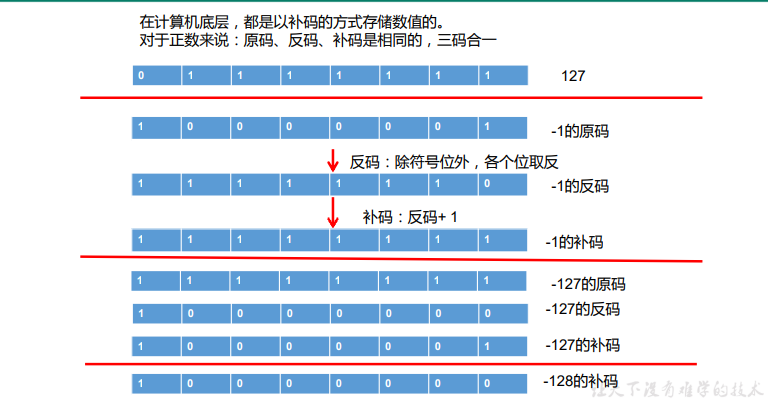 在计算机底层，都是以补码的方式存储数值的。
对于正数来说：原码、反码、补码是相同的，三码合一
0 1 1 1 1 1 1 1 127
1 0 0 0 0 0 0 1 -1的原码
反码：除符号位外，各个位取反
1 1 1 1 1 1 1 0 -1的反码
补码：反码+ 1
1 1 1 1 1 1 1 1 -1的补码
1 1 1 1 1 1 1 1 -127的原码
1 0 0 0 0 0 0 0 -127的反码
1 0 0 0 0 0 0 1 -127的补码
1 0 0 0 0 0 0 0 -128的补码
让天下没有难学的技术